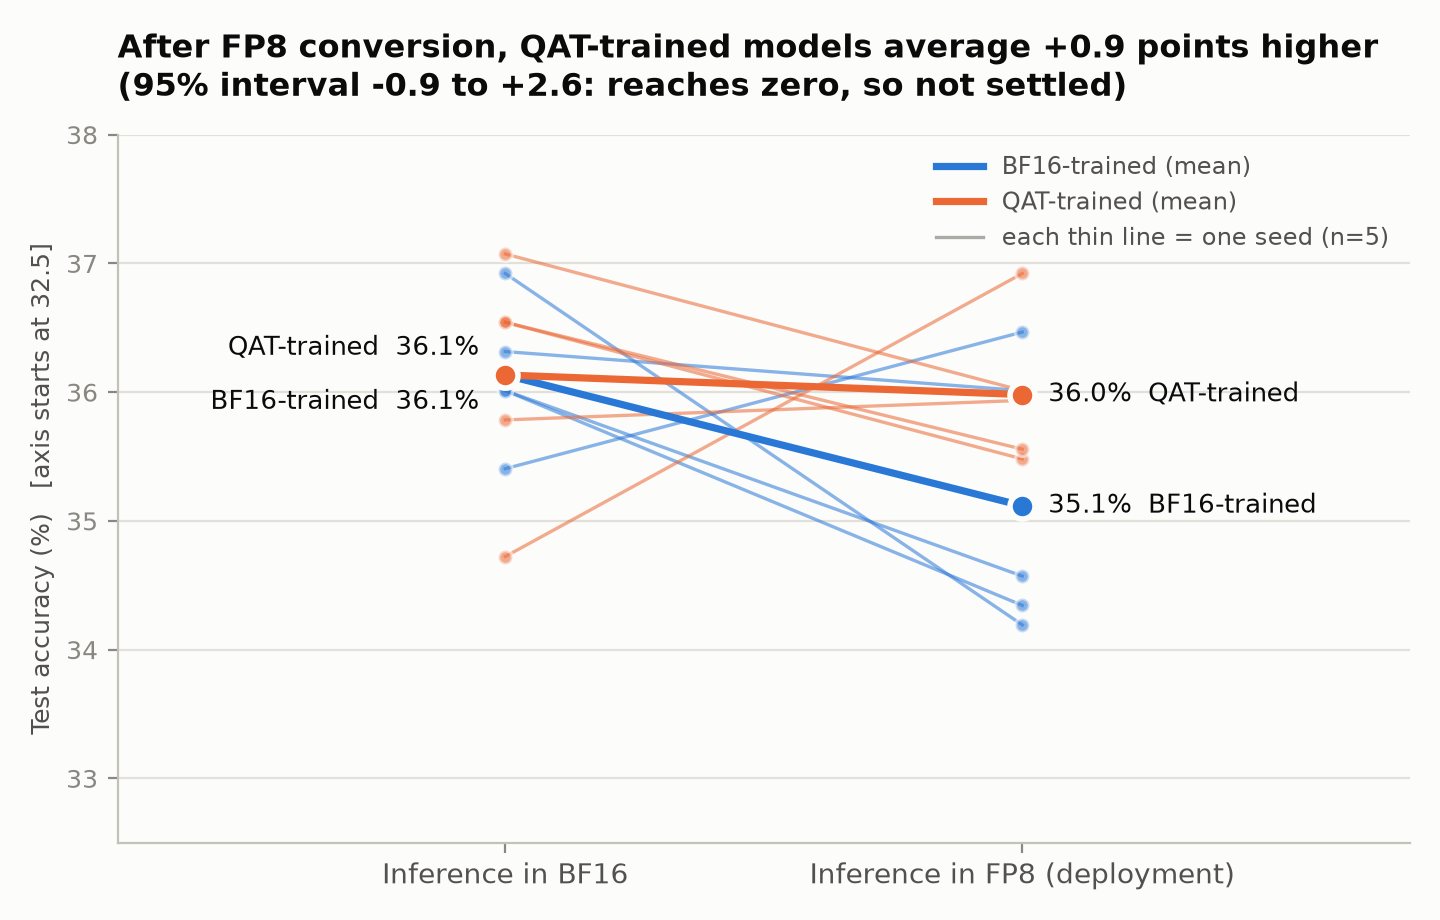 After FP8 conversion, QAT-trained models average +0.9 points higher
(95% interval -0.9 to +2.6: reaches zero, so not settled)
38
37
36
35
34
33
Test accuracy (%) [axis starts at 32.5]
BF16-trained (mean)
QAT-trained (mean)
each thin line = one seed (n=5)
QAT-trained 36.1%
BF16-trained 36.1%
36.0% QAT-trained
35.1% BF16-trained
Inference in BF16
Inference in FP8 (deployment)